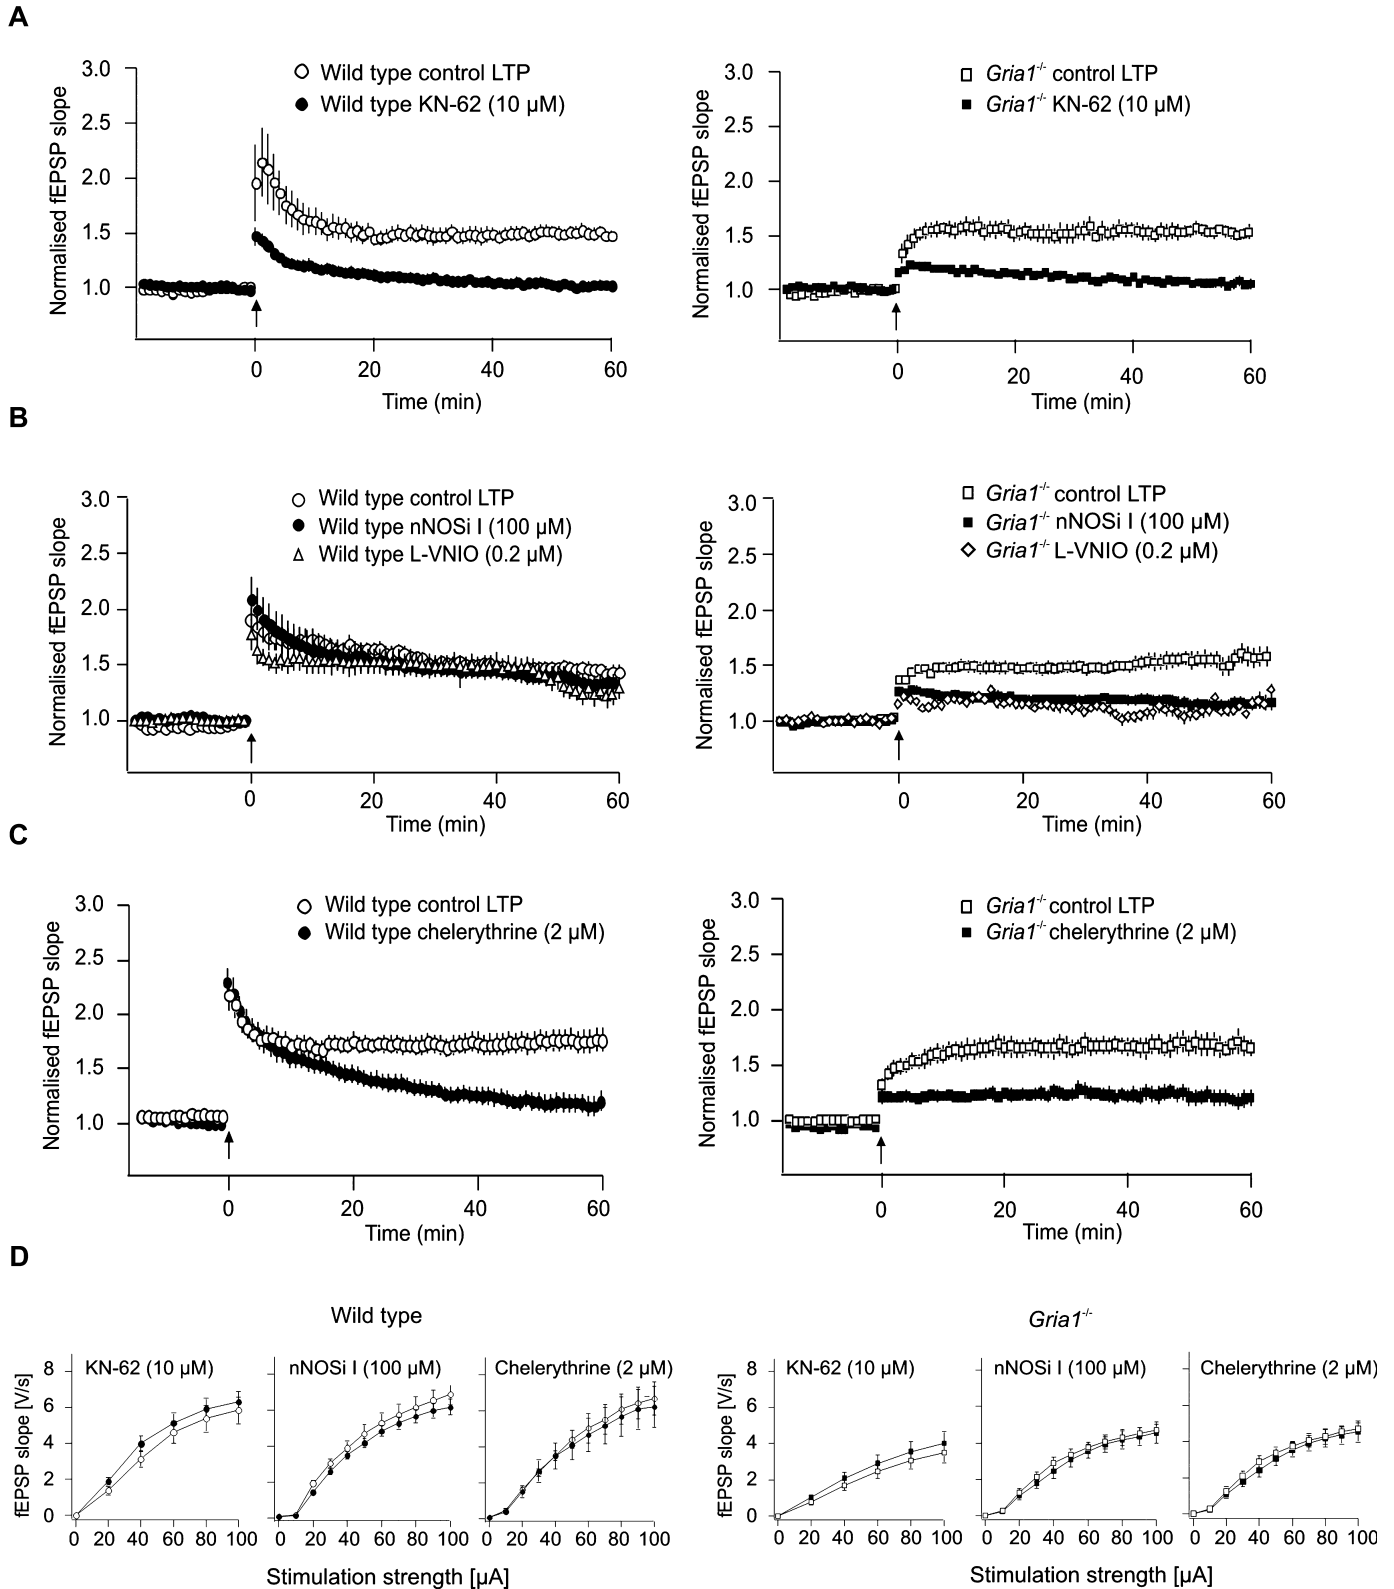 A
Normalised fEPSP slope
3.0
2.5
2.0
1.5
1.0
Wild type control LTP
Wild type KN-62 (10 µM)
0 20 40 60
Time (min)
Normalised fEPSP slope
3.0
2.5
2.0
1.5
1.0
Gria1-/- control LTP
Gria1-/- KN-62 (10 µM)
0 20 40 60
Time (min)
B
Normalised fEPSP slope
3.0
2.5
2.0
1.5
1.0
Wild type control LTP
Wild type nNOSi I (100 µM)
Wild type L-VNIO (0.2 µM)
0 20 40 60
Time (min)
Normalised fEPSP slope
3.0
2.5
2.0
1.5
1.0
Gria1-/- control LTP
Gria1-/- nNOSi I (100 µM)
Gria1-/- L-VNIO (0.2 µM)
0 20 40 60
Time (min)
C
Normalised fEPSP slope
3.0
2.5
2.0
1.5
1.0
Wild type control LTP
Wild type chelerythrine (2 µM)
0 20 40 60
Time (min)
Normalised fEPSP slope
3.0
2.5
2.0
1.5
1.0
Gria1-/- control LTP
Gria1-/- chelerythrine (2 µM)
0 20 40 60
Time (min)
D
Wild type
fEPSP slope [V/s]
8
6
4
2
0
KN-62 (10 µM)
0 20 40 60 80 100
nNOSi I (100 µM)
0 20 40 60 80 100
Chelerythrine (2 µM)
0 20 40 60 80 100
Stimulation strength [µA]
Gria1-/-
fEPSP slope [V/s]
8
6
4
2
0
KN-62 (10 µM)
0 20 40 60 80 100
nNOSi I (100 µM)
0 20 40 60 80 100
Chelerythrine (2 µM)
0 20 40 60 80 100
Stimulation strength [µA]